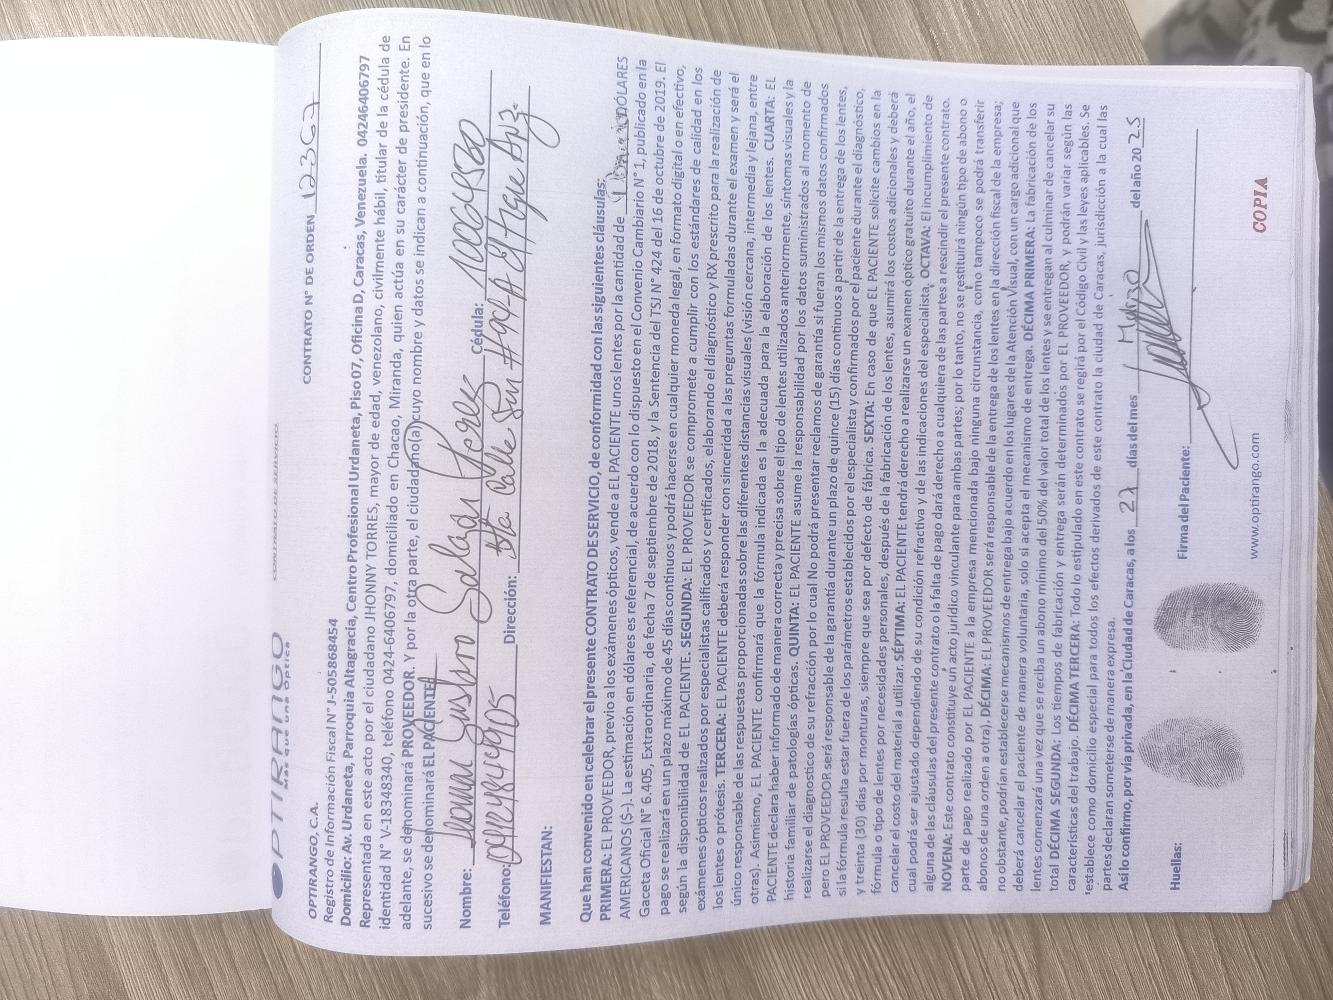 OPTIRANGO
MÁS que una Óptica
CONTRATO DE SERVICIO
CONTRATO N° DE ORDEN 12367
OPTIRANGO, C.A.
Registro de Información Fiscal N° J-505868454
Domicilio: Av. Urdaneta, Parroquia Altagracia, Centro Profesional Urdaneta, Piso 07, Oficina D, Caracas, Venezuela. 04246406797
Representada en este acto por el ciudadano JHONNY TORRES, mayor de edad, venezolano, civilmente hábil, titular de la cédula de
identidad N° V-18348340, teléfono 0424-6406797, domiciliado en Chacao, Miranda, quien actúa en su carácter de presidente. En
adelante, se denominará PROVEEDOR. Y por la otra parte, el ciudadano(a) cuyo nombre y datos se indican a continuación, que en lo
sucesivo se denominará EL PACIENTE
Nombre: Gustavo Salazar Cédula: 10064580
Teléfono: 04148444905 Dirección: Calle
MANIFIESTAN:
Que han convenido en celebrar el presente CONTRATO DE SERVICIO, de conformidad con las siguientes cláusulas:
PRIMERA: EL PROVEEDOR, previo a los exámenes ópticos, vende a EL PACIENTE unos lentes por la cantidad de DÓLARES
AMERICANOS ($-). La estimación en dólares es referencial, de acuerdo con lo dispuesto en el Convenio Cambiario N° 1, publicado en la
Gaceta Oficial N° 6.405, Extraordinaria, de fecha 7 de septiembre de 2018, y la Sentencia del TSJ N° 424 del 16 de octubre de 2019. El
pago se realizará en un plazo máximo de 45 días continuos y podrá hacerse en cualquier moneda legal, en formato digital o en efectivo,
según la disponibilidad de EL PACIENTE. SEGUNDA: EL PROVEEDOR se compromete a cumplir con los estándares de calidad en los
exámenes ópticos realizados por especialistas calificados y certificados, elaborando el diagnóstico y RX prescrito para la realización de
los lentes o prótesis. TERCERA: EL PACIENTE deberá responder con sinceridad a las preguntas formuladas durante el examen y será el
único responsable de las respuestas proporcionadas sobre las diferentes distancias visuales (visión cercana, intermedia y lejana, entre
otras). Asimismo, EL PACIENTE confirmará que la fórmula indicada es la adecuada para la elaboración de los lentes. CUARTA: EL
PACIENTE declara haber informado de manera correcta y precisa sobre el tipo de lentes utilizados anteriormente, síntomas visuales y la
historia familiar de patologías ópticas. QUINTA: EL PACIENTE asume la responsabilidad por los datos suministrados al momento de
realizarse el diagnostico de su refracción por lo cual No podrá presentar reclamos de garantía si fueran los mismos datos confirmados
pero EL PROVEEDOR será responsable de la garantía durante un plazo de quince (15) días continuos a partir de la entrega de los lentes,
si la fórmula resulta estar fuera de los parámetros establecidos por el especialista y confirmados por el paciente durante el diagnóstico,
y treinta (30) días por monturas, siempre que sea por defecto de fábrica. SEXTA: En caso de que EL PACIENTE solicite cambios en la
fórmula o tipo de lentes por necesidades personales, después de la fabricación de los lentes, asumirá los costos adicionales y deberá
cancelar el costo del material a utilizar. SÉPTIMA: EL PACIENTE tendrá derecho a realizarse un examen óptico gratuito durante el año, el
cual podrá ser ajustado dependiendo de su condición refractiva y de las indicaciones del especialista. OCTAVA: El incumplimiento de
alguna de las cláusulas del presente contrato o la falta de pago dará derecho a cualquiera de las partes a rescindir el presente contrato.
NOVENA: Este contrato constituye un acto jurídico vinculante para ambas partes; por lo tanto, no se restituirá ningún tipo de abono o
parte de pago realizado por EL PACIENTE a la empresa mencionada bajo ninguna circunstancia, como tampoco se podrá transferir
abonos de una orden a otra). DÉCIMA: EL PROVEEDOR será responsable de la entrega de los lentes en la dirección fiscal de la empresa;
no obstante, podrían establecerse mecanismos de entrega bajo acuerdo en los lugares de la Atención Visual, con un cargo adicional que
deberá cancelar el paciente de manera voluntaria, solo si acepta el mecanismo de entrega. DÉCIMA PRIMERA: La fabricación de los
lentes comenzará una vez que se reciba un abono mínimo del 50% del valor total de los lentes y se entregan al culminar de cancelar su
total DÉCIMA SEGUNDA: Los tiempos de fabricación y entrega serán determinados por EL PROVEEDOR, y podrán variar según las
características del trabajo. DÉCIMA TERCERA: Todo lo estipulado en este contrato se regirá por el Código Civil y las leyes aplicables. Se
establece como domicilio especial para todos los efectos derivados de este contrato la ciudad de Caracas, jurisdicción a la cual las
partes declaran someterse de manera expresa.
Así lo confirmo, por vía privada, en la Ciudad de Caracas, a los 27 días del mes Marzo del año 2025
Huellas:
Firma del Paciente:
www.optirango.com
COPIA